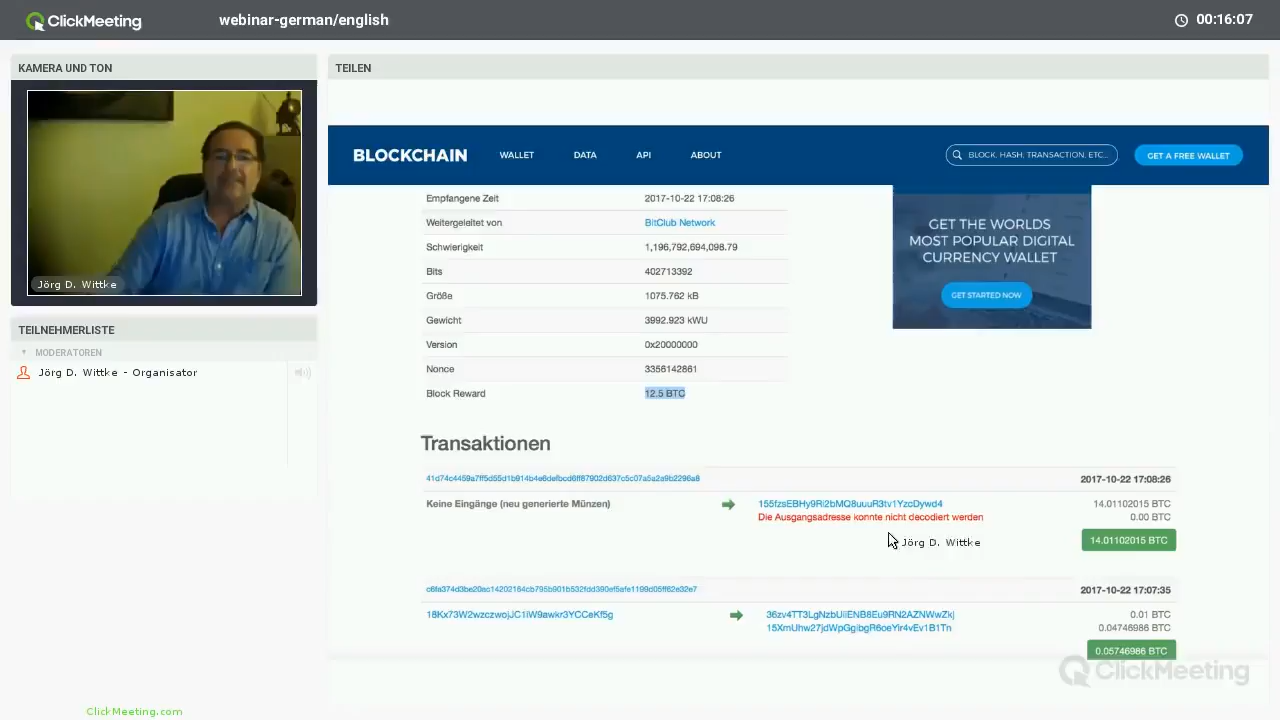 ClickMeeting
webinar-german/english
00:16:07
KAMERA UND TON
Jörg D. Wittke
TEILNEHMERLISTE
MODERATOREN
Jörg D. Wittke - Organisator
ClickMeeting.com
TEILEN
BLOCKCHAIN WALLET DATA API ABOUT
BLOCK, HASH, TRANSACTION, ETC...
GET A FREE WALLET
Empfangene Zeit 2017-10-22 17:08:26
Weitergeleitet von BitClub Network
Schwierigkeit 1,196,792,694,098.79
Bits 402713392
Größe 1075.762 kB
Gewicht 3992.923 kWU
Version 0x20000000
Nonce 3356142861
Block Reward 12.5 BTC
GET THE WORLDS
MOST POPULAR DIGITAL
CURRENCY WALLET
GET STARTED NOW
Transaktionen
2017-10-22 17:08:26
Keine Eingänge (neu generierte Münzen) 155fzsEBHy9Ri2bMQ8uuuR3tv1YzcDywd4 14.01102015 BTC
Die Ausgangsadresse konnte nicht decodiert werden 0.00 BTC
Jörg D. Wittke
14.01102015 BTC
2017-10-22 17:07:35
0.01 BTC
0.04746986 BTC
0.05746986 BTC
ClickMeeting